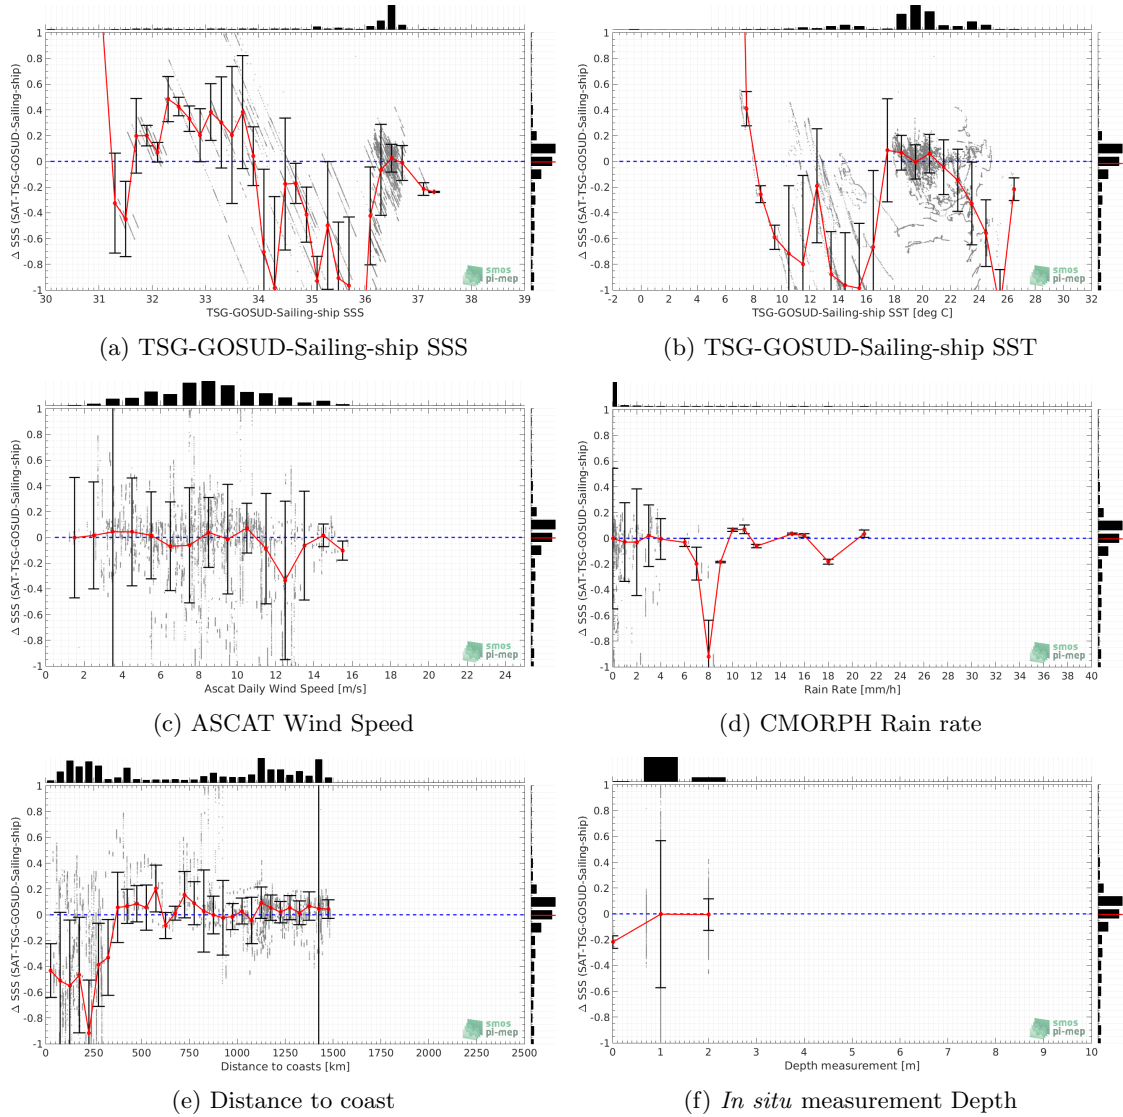 1
0.8
0.6
0.4
0.2
0
-0.2
-0.4
-0.6
-0.8
-1
Δ SSS (SAT-TSG-GOSUD-Sailing-ship)
30 31 32 33 34 35 36 37 38 39
TSG-GOSUD-Sailing-ship SSS
smos
pi-mep
(a) TSG-GOSUD-Sailing-ship SSS
1
0.8
0.6
0.4
0.2
0
-0.2
-0.4
-0.6
-0.8
-1
Δ SSS (SAT-TSG-GOSUD-Sailing-ship)
-2 0 2 4 6 8 10 12 14 16 18 20 22 24 26 28 30 32
TSG-GOSUD-Sailing-ship SST [deg C]
smos
pi-mep
(b) TSG-GOSUD-Sailing-ship SST
1
0.8
0.6
0.4
0.2
0
-0.2
-0.4
-0.6
-0.8
-1
Δ SSS (SAT-TSG-GOSUD-Sailing-ship)
0 2 4 6 8 10 12 14 16 18 20 22 24
Ascat Daily Wind Speed [m/s]
smos
pi-mep
(c) ASCAT Wind Speed
1
0.8
0.6
0.4
0.2
0
-0.2
-0.4
-0.6
-0.8
-1
Δ SSS (SAT-TSG-GOSUD-Sailing-ship)
0 2 4 6 8 10 12 14 16 18 20 22 24 26 28 30 32 34 36 38 40
Rain Rate [mm/h]
smos
pi-mep
(d) CMORPH Rain rate
1
0.8
0.6
0.4
0.2
0
-0.2
-0.4
-0.6
-0.8
-1
Δ SSS (SAT-TSG-GOSUD-Sailing-ship)
0 250 500 750 1000 1250 1500 1750 2000 2250 2500
Distance to coasts [km]
smos
pi-mep
(e) Distance to coast
1
0.8
0.6
0.4
0.2
0
-0.2
-0.4
-0.6
-0.8
-1
Δ SSS (SAT-TSG-GOSUD-Sailing-ship)
0 1 2 3 4 5 6 7 8 9 10
Depth measurement [m]
smos
pi-mep
(f) In situ measurement Depth